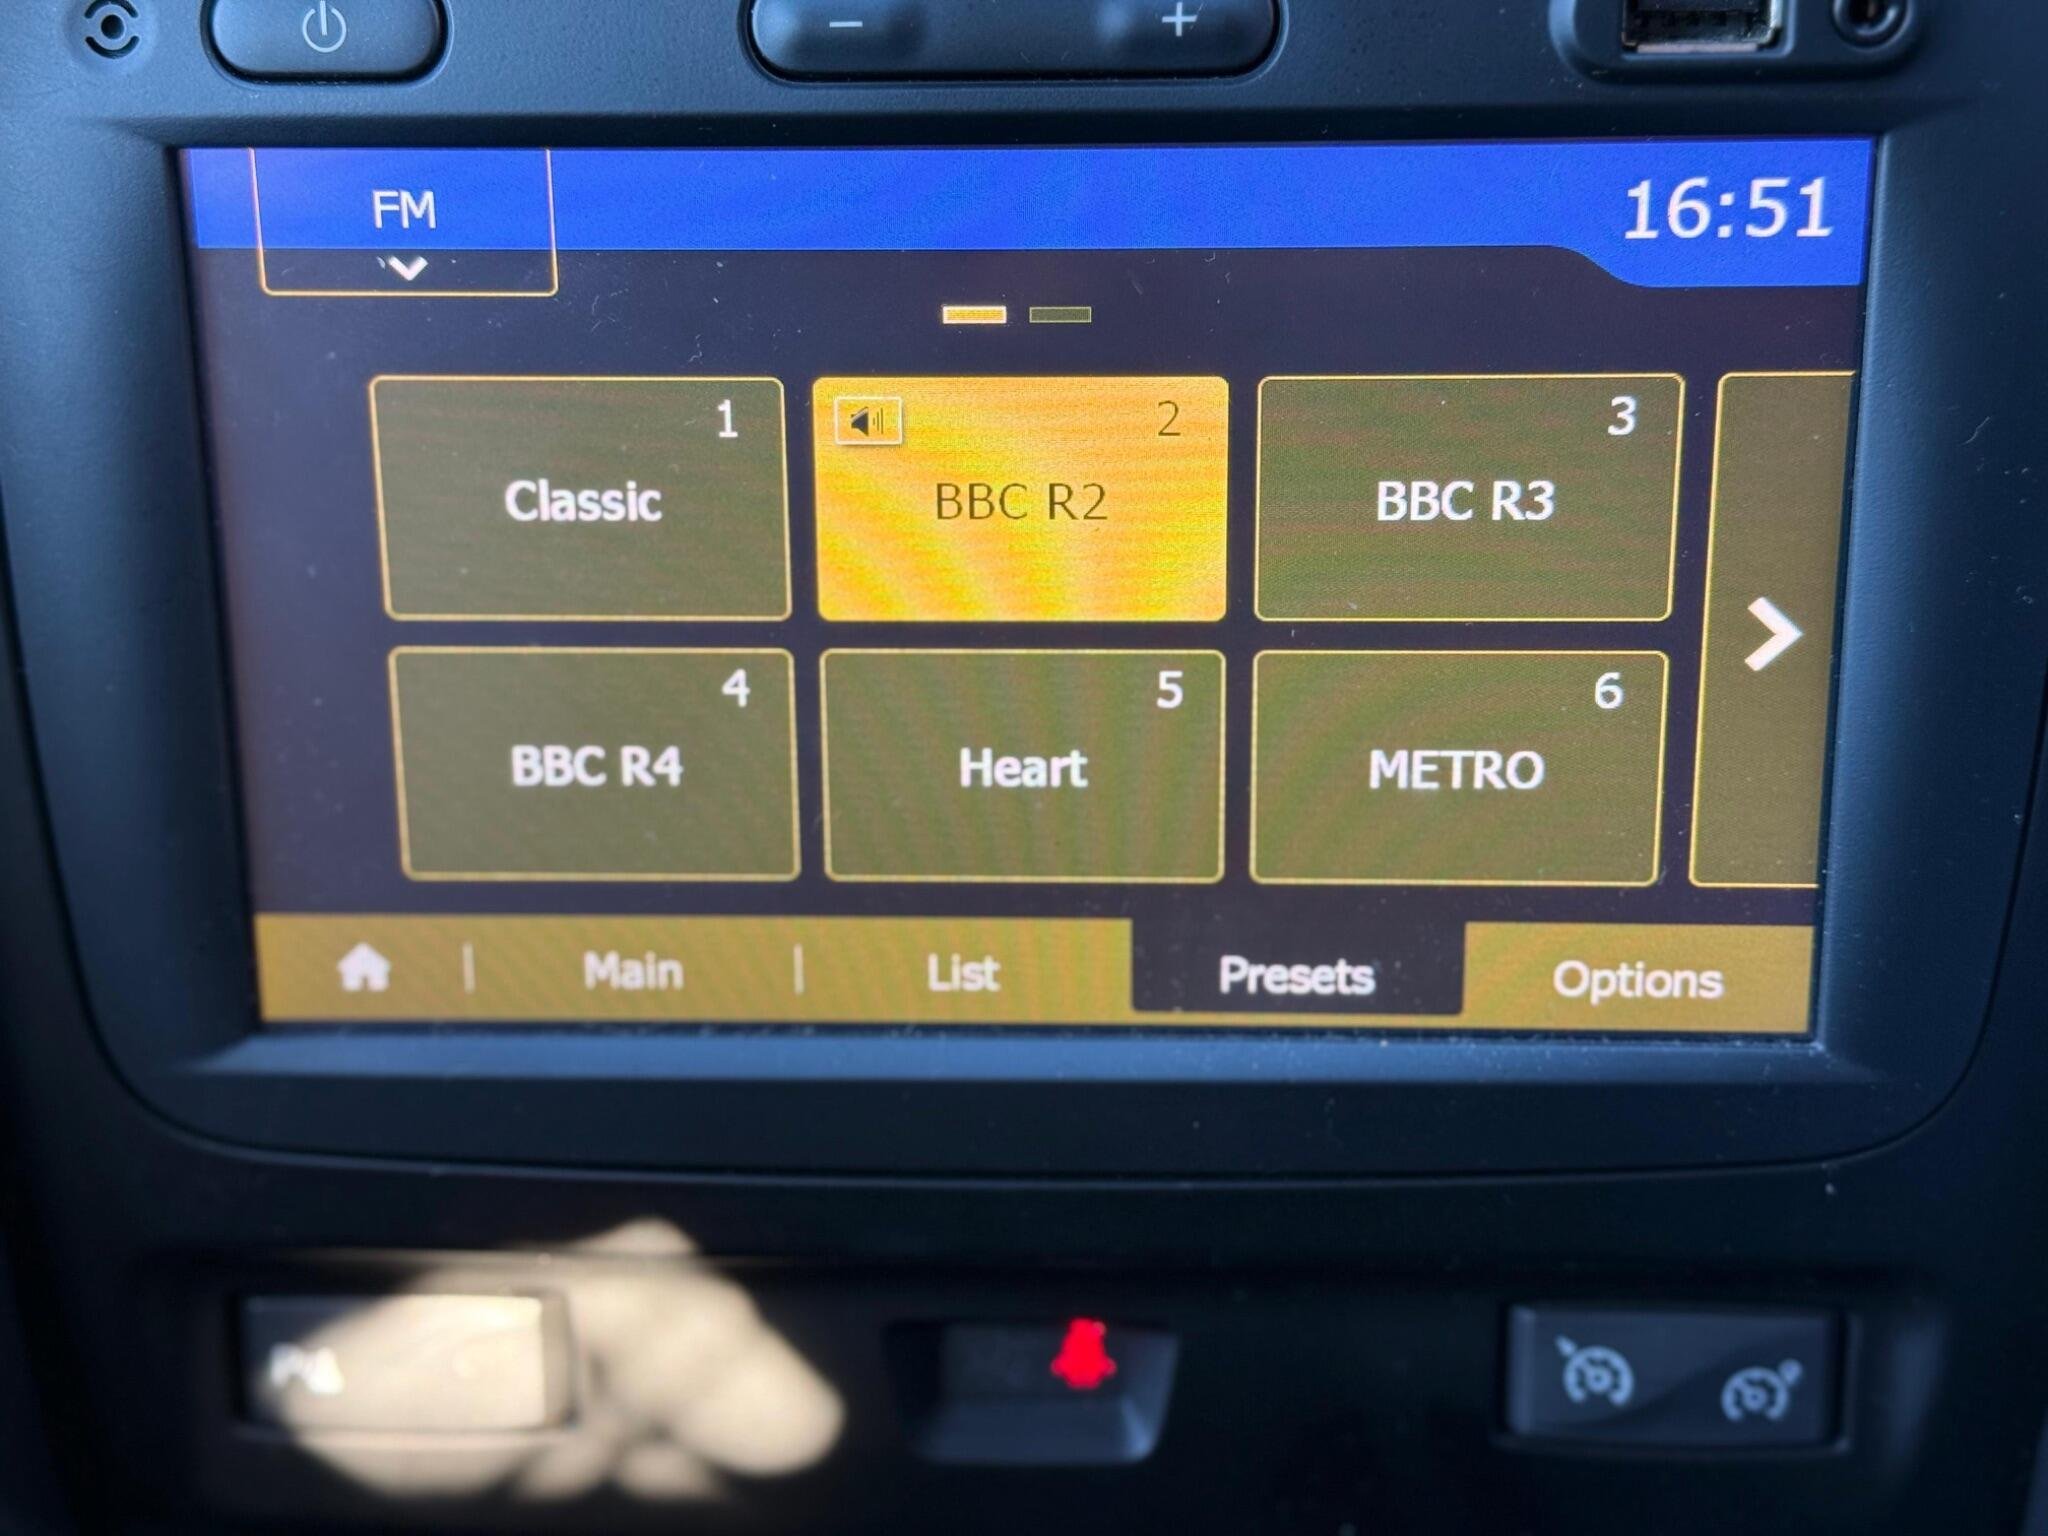 FM
16:51
1
Classic
2
BBC R2
3
BBC R3
4
BBC R4
5
Heart
6
METRO
Main
List
Presets
Options